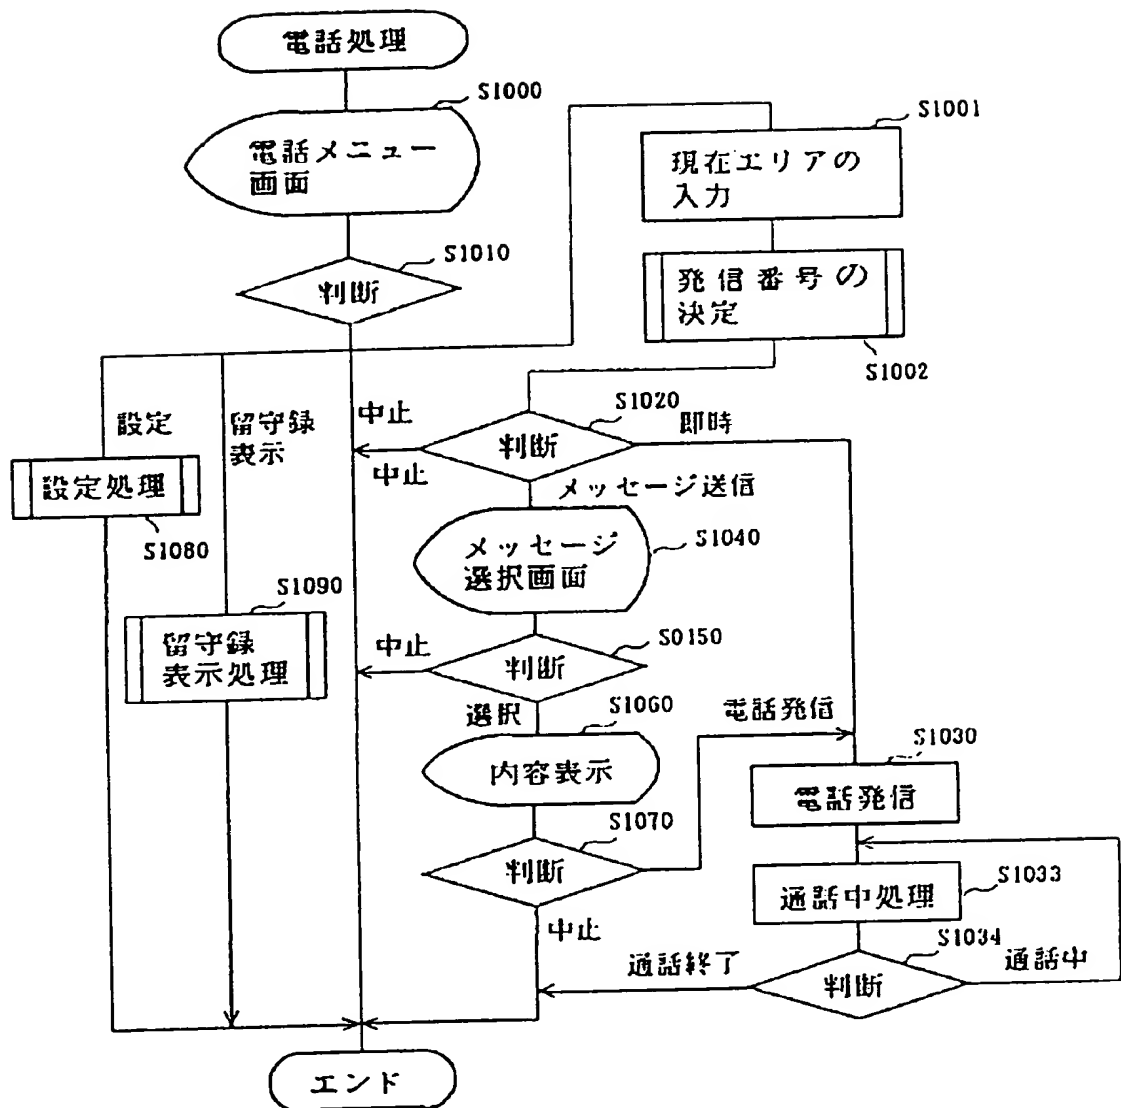 電話処理
S1000
電話メニュー
画面
S1001
現在エリアの
入力
S1010
判断
発信番号の
決定
S1002
設定
留守録
表示
中止
S1020
判断
即時
中止
メッセージ送信
設定処理
S1080
メッセージ
選択画面
S1040
S1090
留守録
表示処理
中止
S0150
判断
選択
S1060
電話発信
内容表示
S1030
電話発信
S1070
判断
通話中処理
S1033
中止
S1034
通話終了
判断
通話中
エンド